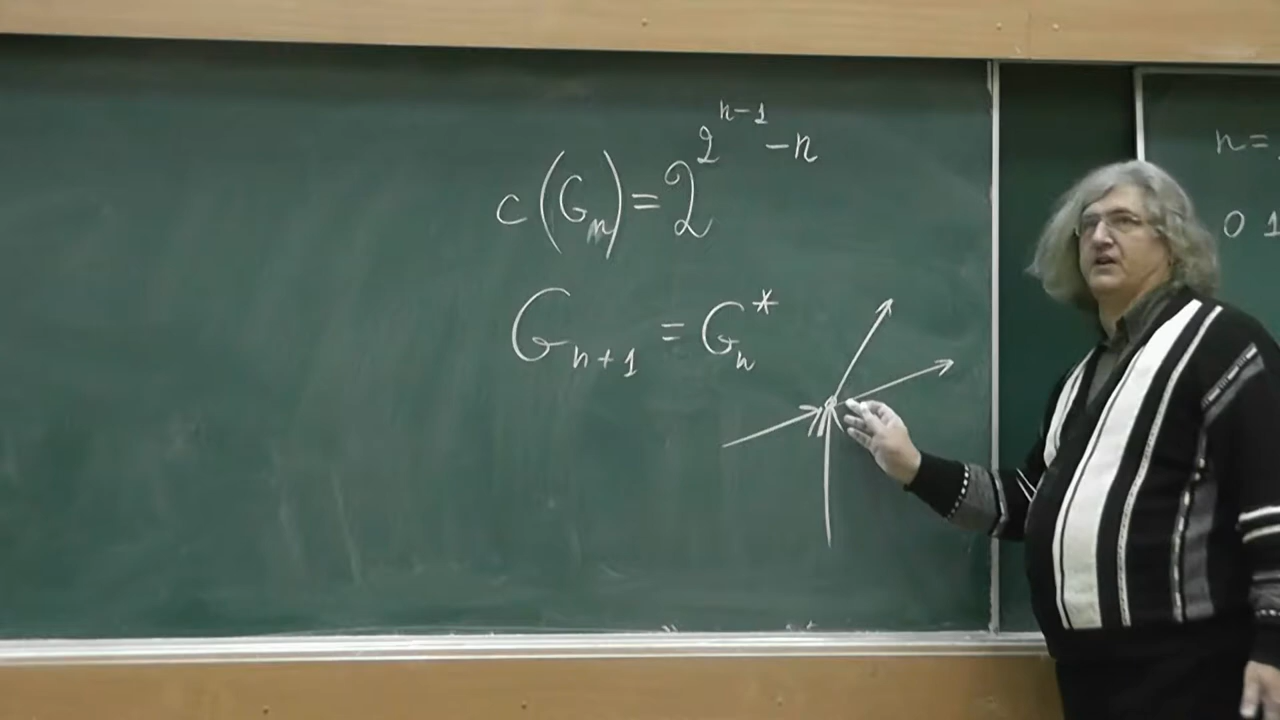 c(G_n) = 2^{2^{n-1}-n}
G_{n+1} = G_n^*
n=
0 1